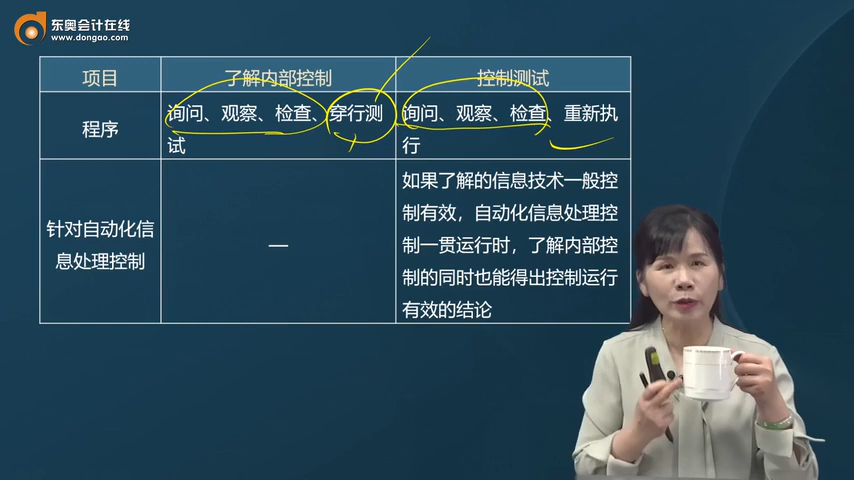 东奥会计在线
www.dongao.com
项目
了解内部控制
控制测试
程序
询问、观察、检查、穿行测
试
询问、观察、检查、重新执
行
针对自动化信
息处理控制
—
如果了解的信息技术一般控
制有效，自动化信息处理控
制一贯运行时，了解内部控
制的同时也能得出控制运行
有效的结论